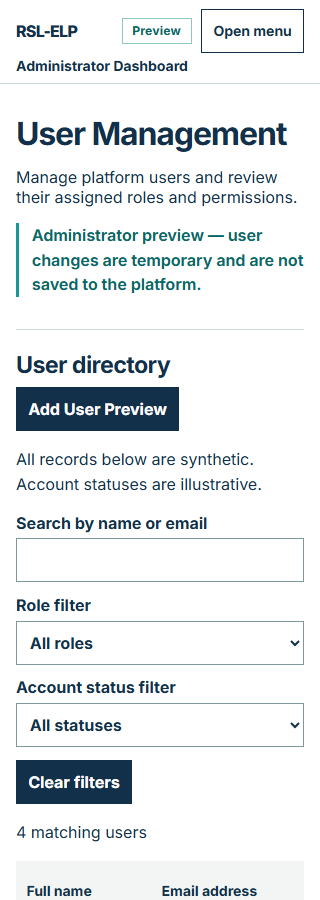 RSL-ELP
Preview
Open menu
Administrator Dashboard
User Management
Manage platform users and review
their assigned roles and permissions.
Administrator preview — user
changes are temporary and are not
saved to the platform.
User directory
Add User Preview
All records below are synthetic.
Account statuses are illustrative.
Search by name or email
Role filter
All roles
Account status filter
All statuses
Clear filters
4 matching users
Full name
Email address